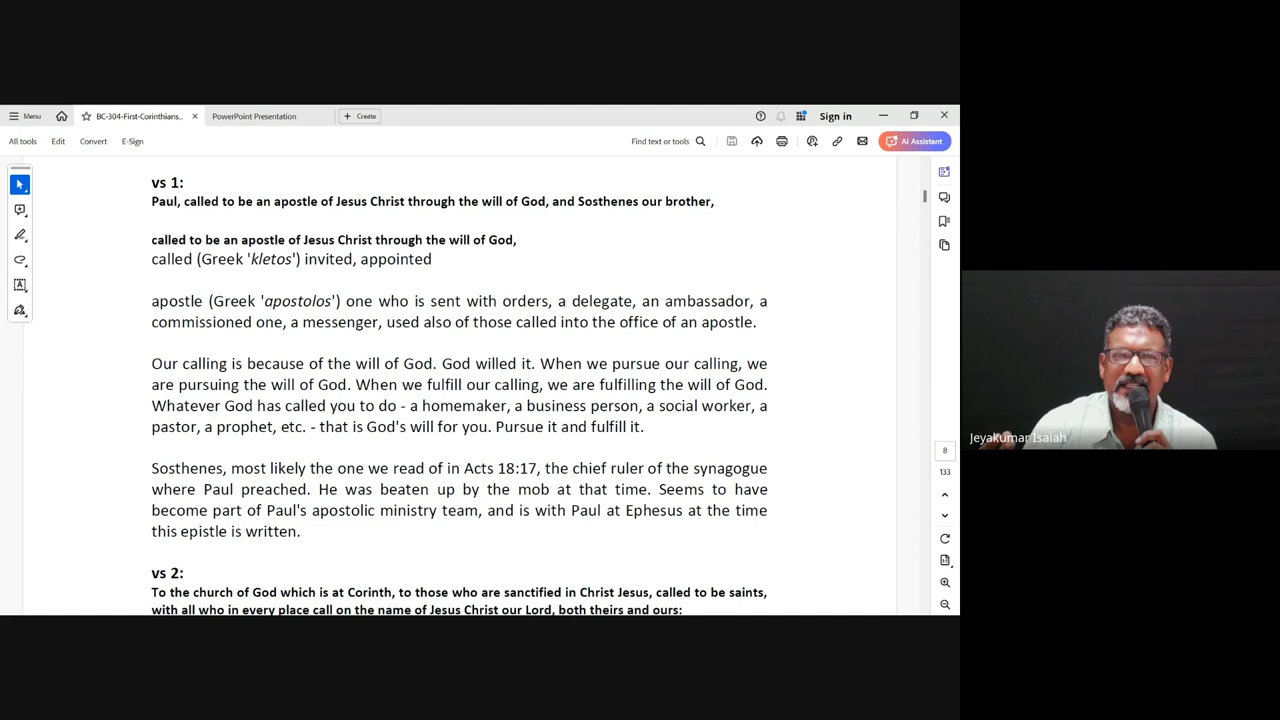 Menu
BC-304-First-Corinthians...
PowerPoint Presentation
Create
Sign in
All tools
Edit
Convert
E-Sign
Find text or tools
AI Assistant
vs 1:
Paul, called to be an apostle of Jesus Christ through the will of God, and Sosthenes our brother,
called to be an apostle of Jesus Christ through the will of God,
called (Greek 'kletos') invited, appointed
apostle (Greek 'apostolos') one who is sent with orders, a delegate, an ambassador, a
commissioned one, a messenger, used also of those called into the office of an apostle.
Our calling is because of the will of God. God willed it. When we pursue our calling, we
are pursuing the will of God. When we fulfill our calling, we are fulfilling the will of God.
Whatever God has called you to do - a homemaker, a business person, a social worker, a
pastor, a prophet, etc. - that is God's will for you. Pursue it and fulfill it.
Sosthenes, most likely the one we read of in Acts 18:17, the chief ruler of the synagogue
where Paul preached. He was beaten up by the mob at that time. Seems to have
become part of Paul's apostolic ministry team, and is with Paul at Ephesus at the time
this epistle is written.
vs 2:
To the church of God which is at Corinth, to those who are sanctified in Christ Jesus, called to be saints,
with all who in every place call on the name of Jesus Christ our Lord, both theirs and ours:
8
133
Jeyakumar Isaiah